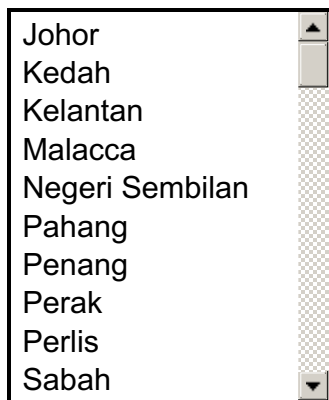 Johor
Kedah
Kelantan
Malacca
Negeri Sembilan
Pahang
Penang
Perak
Perlis
Sabah